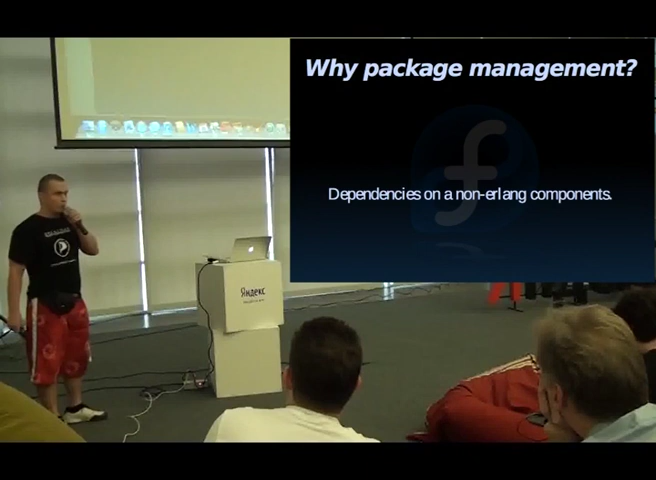 Why package management?
Dependencies on a non-erlang components.
Яндекс